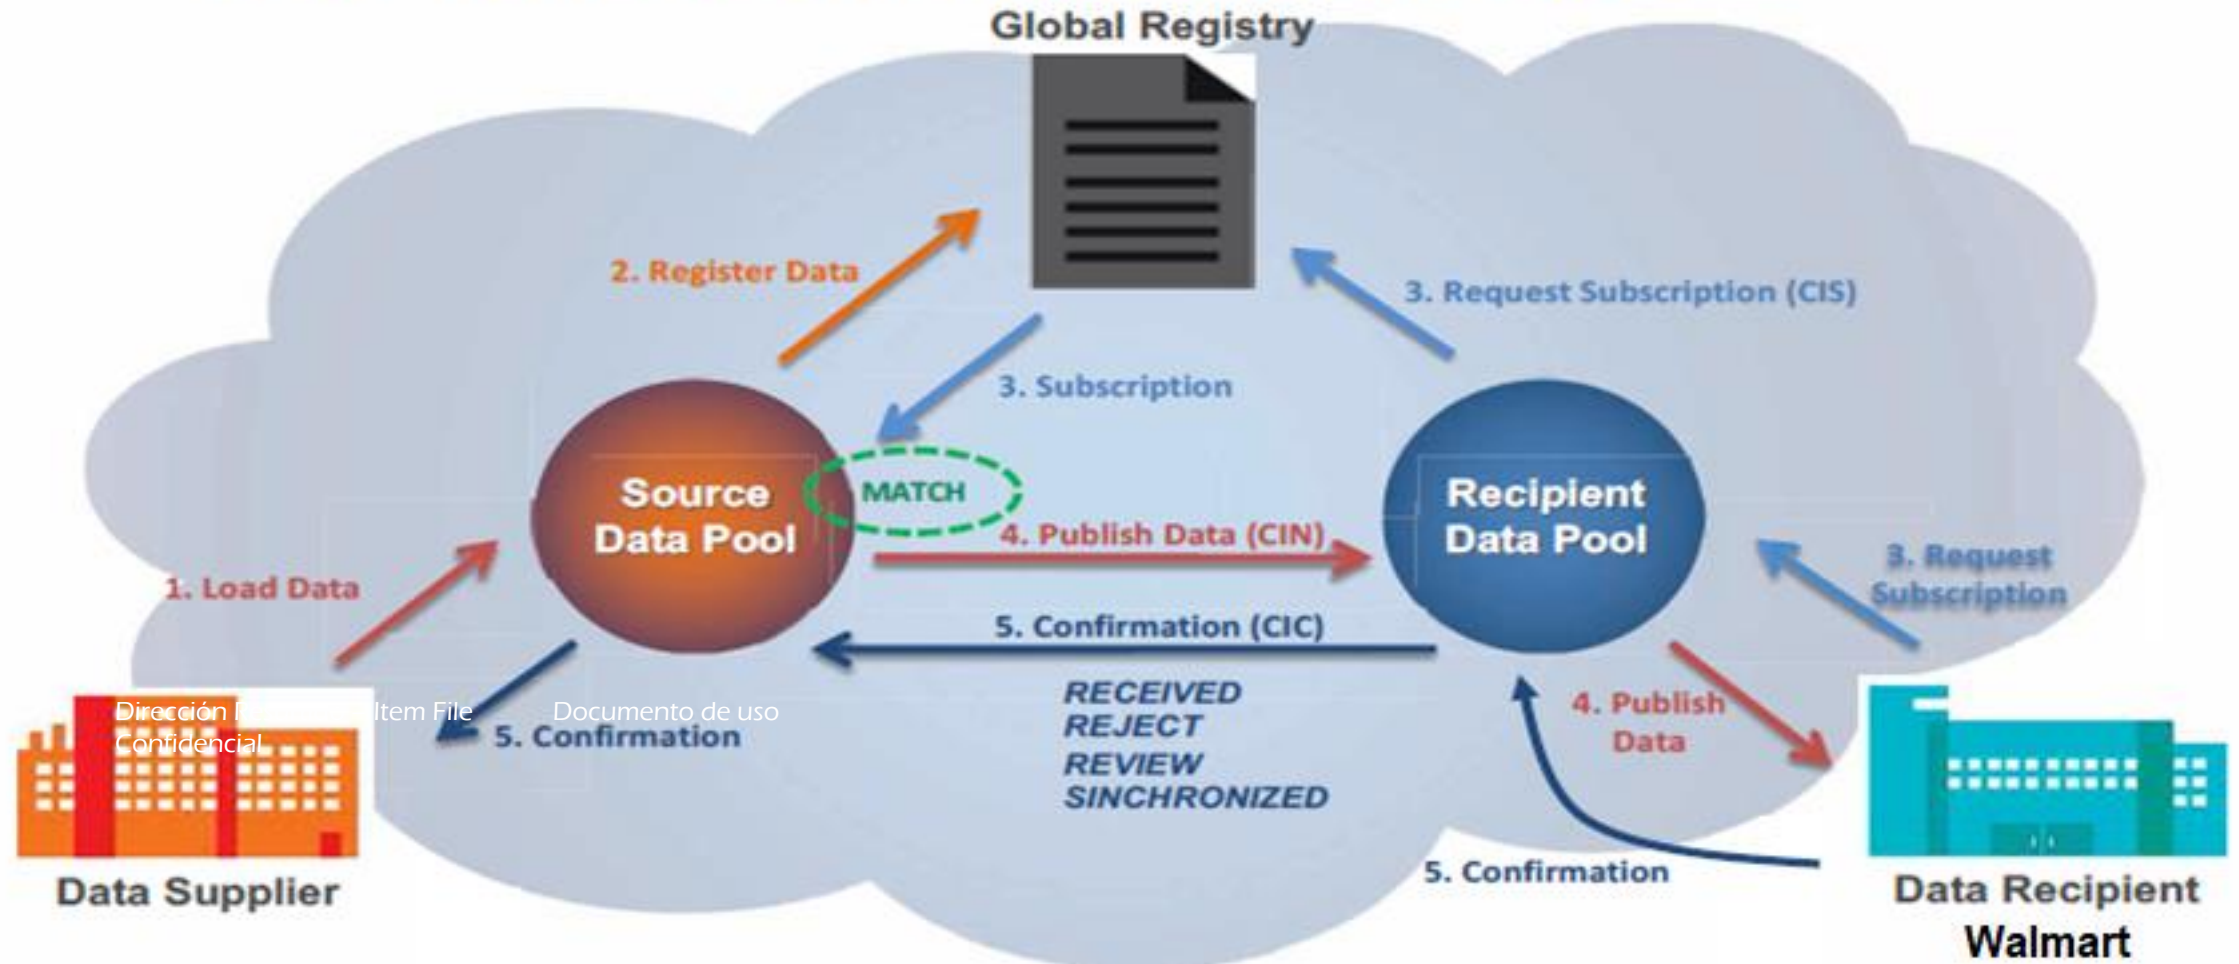 Global Registry
2. Register Data
3. Request Subscription (CIS)
3. Subscription
Source
Data Pool
MATCH
Recipient
Data Pool
4. Publish Data (CIN)
1. Load Data
3. Request
Subscription
5. Confirmation (CIC)
RECEIVED
REJECT
REVIEW
SINCHRONIZED
4. Publish
Data
Dirección Item File Documento de uso
Confidencial
5. Confirmation
5. Confirmation
Data Supplier
Data Recipient
Walmart